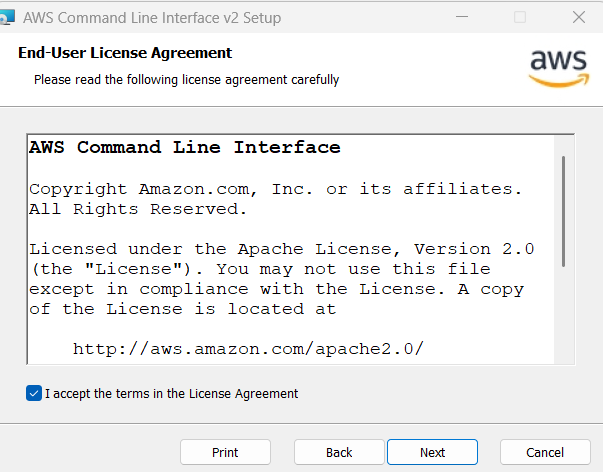 AWS Command Line Interface v2 Setup
End-User License Agreement
Please read the following license agreement carefully
aws
AWS Command Line Interface
Copyright Amazon.com, Inc. or its affiliates.
All Rights Reserved.
Licensed under the Apache License, Version 2.0
(the "License"). You may not use this file
except in compliance with the License. A copy
of the License is located at
http://aws.amazon.com/apache2.0/
I accept the terms in the License Agreement
Print
Back
Next
Cancel